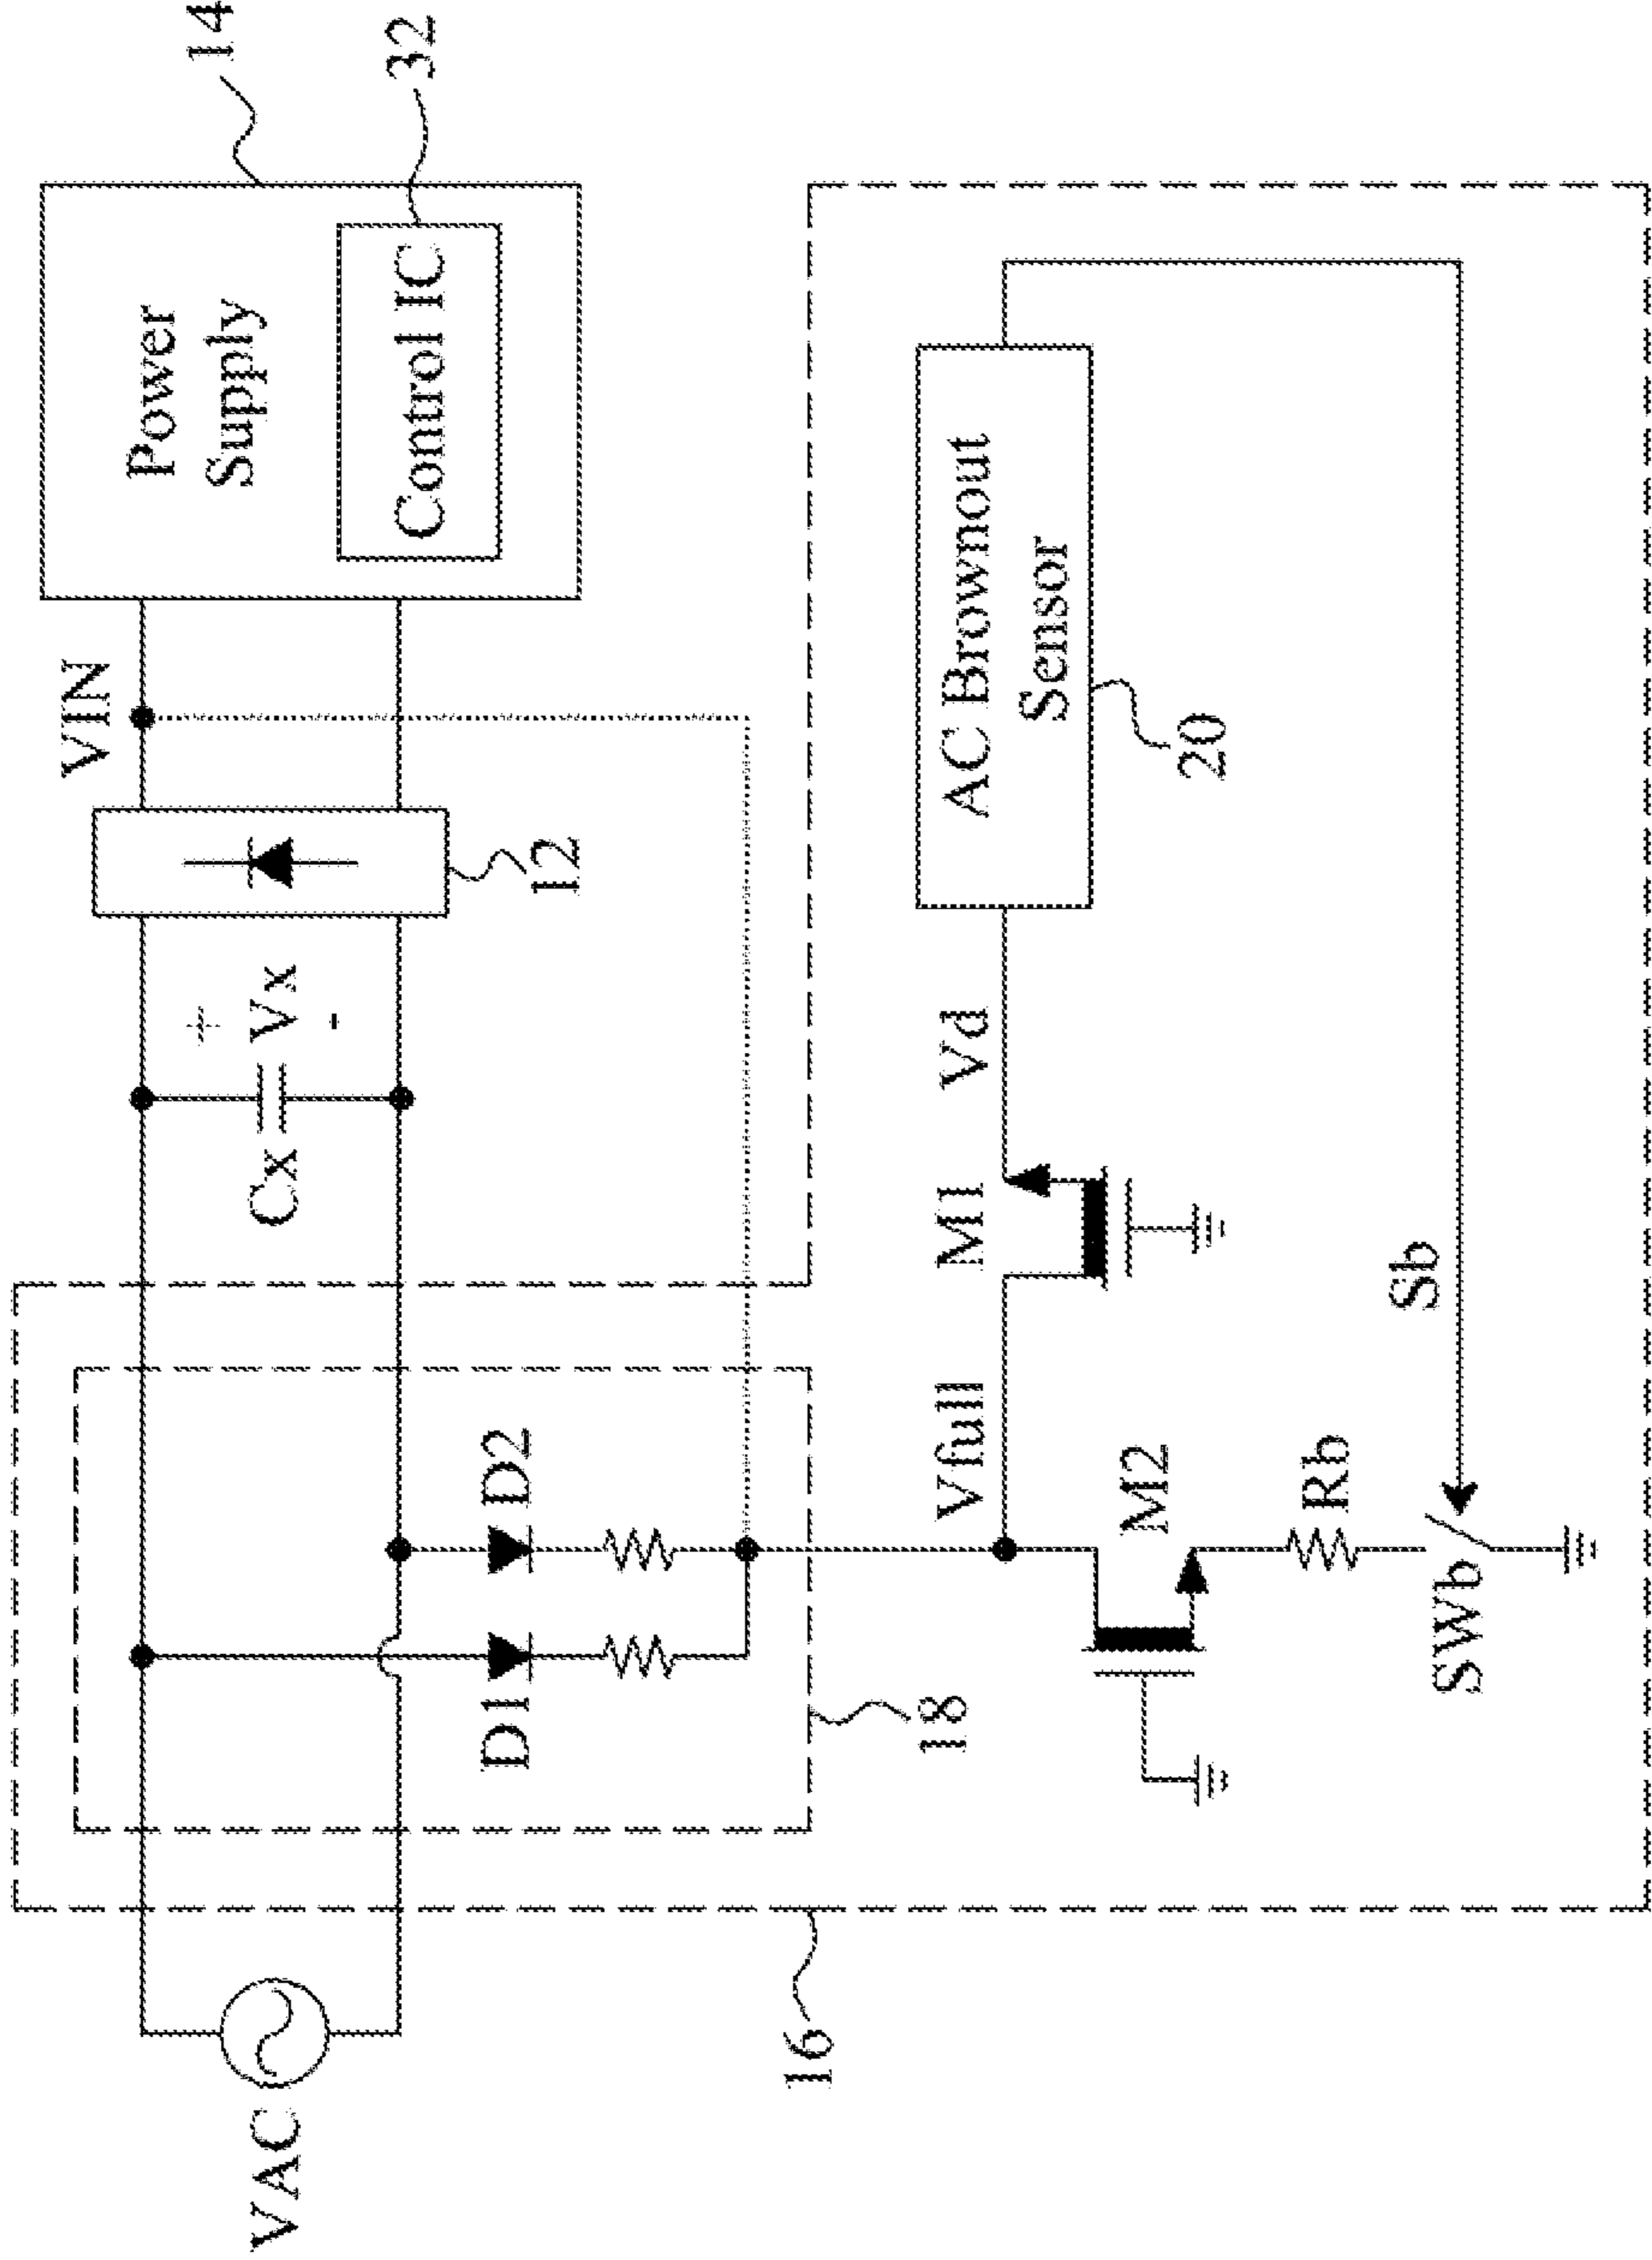 14
32
Power
Supply
Control IC
VIN
12
+
Vx
-
Cx
AC Brownout
Sensor
20
Vd
M1
Vfull
Sb
D2
D1
18
M2
Rb
SWb
16
VAC